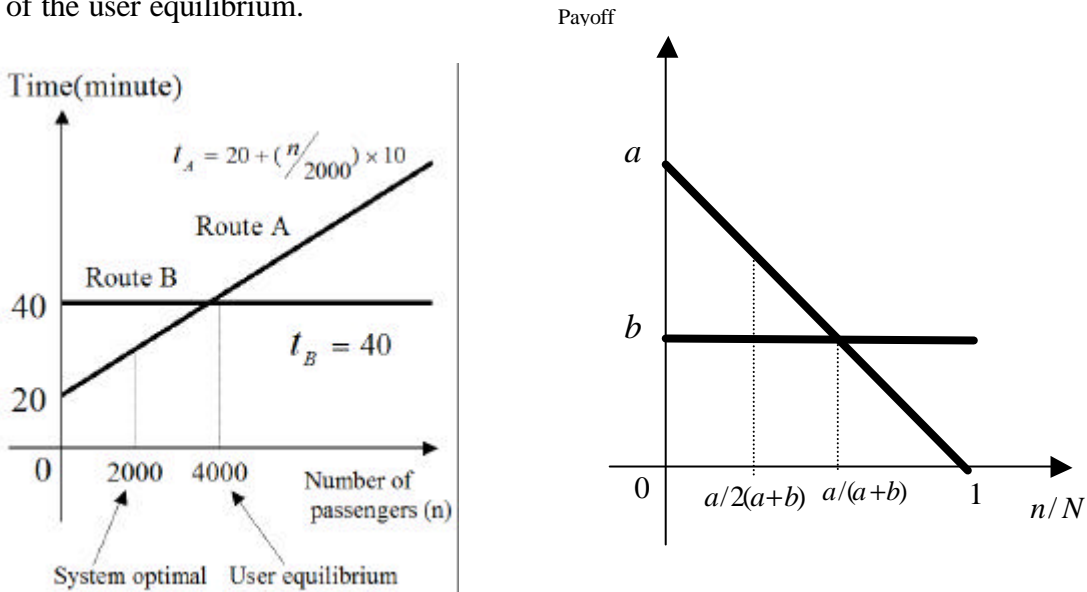 of the user equilibrium.
Time(minute)
t_A = 20 + (n/2000) × 10
Route A
Route B
40
t_B = 40
20
0
2000
4000
Number of
passengers (n)
System optimal
User equilibrium
Payoff
a
b
0
a/2(a+b)
a/(a+b)
1
n/N